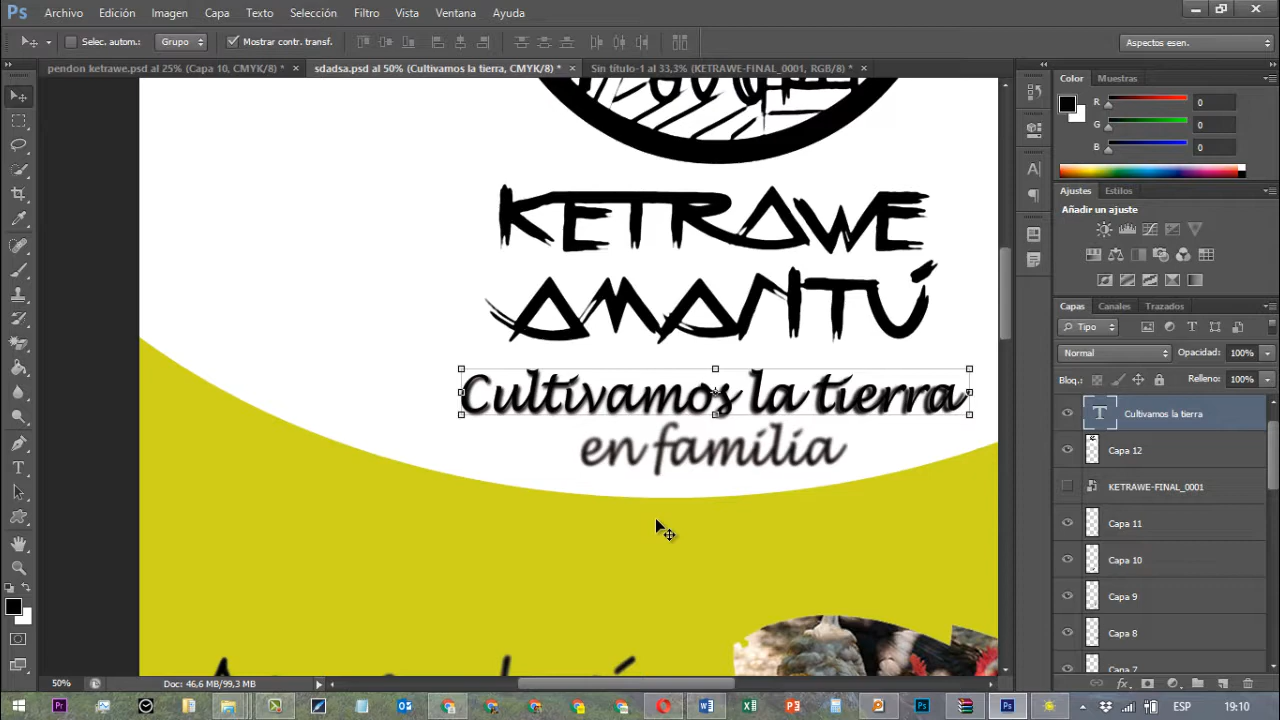 Ps Archivo Edición Imagen Capa Texto Selección Filtro Vista Ventana Ayuda
Selec. autom.: Grupo Mostrar contr. transf. Aspectos esen.
pendon ketrawe.psd al 25% (Capa 10, CMYK/8) * × sdadsa.psd al 50% (Cultivamos la tierra, CMYK/8) * × Sin título-1 al 33,3% (KETRAWE-FINAL_0001, RGB/8) * ×
Color Muestras
R 0
G 0
B 0
Ajustes Estilos
Añadir un ajuste
KETRAWE
AMANTÚ
Cultivamos la tierra
en familia
Capas Canales Trazados
Tipo
Normal Opacidad: 100%
Bloq.: Relleno: 100%
T Cultivamos la tierra
Capa 12
KETRAWE-FINAL_0001
Capa 11
Capa 10
Capa 9
Capa 8
Capa 7
50% Doc: 46,6 MB/99,3 MB
ESP 19:10